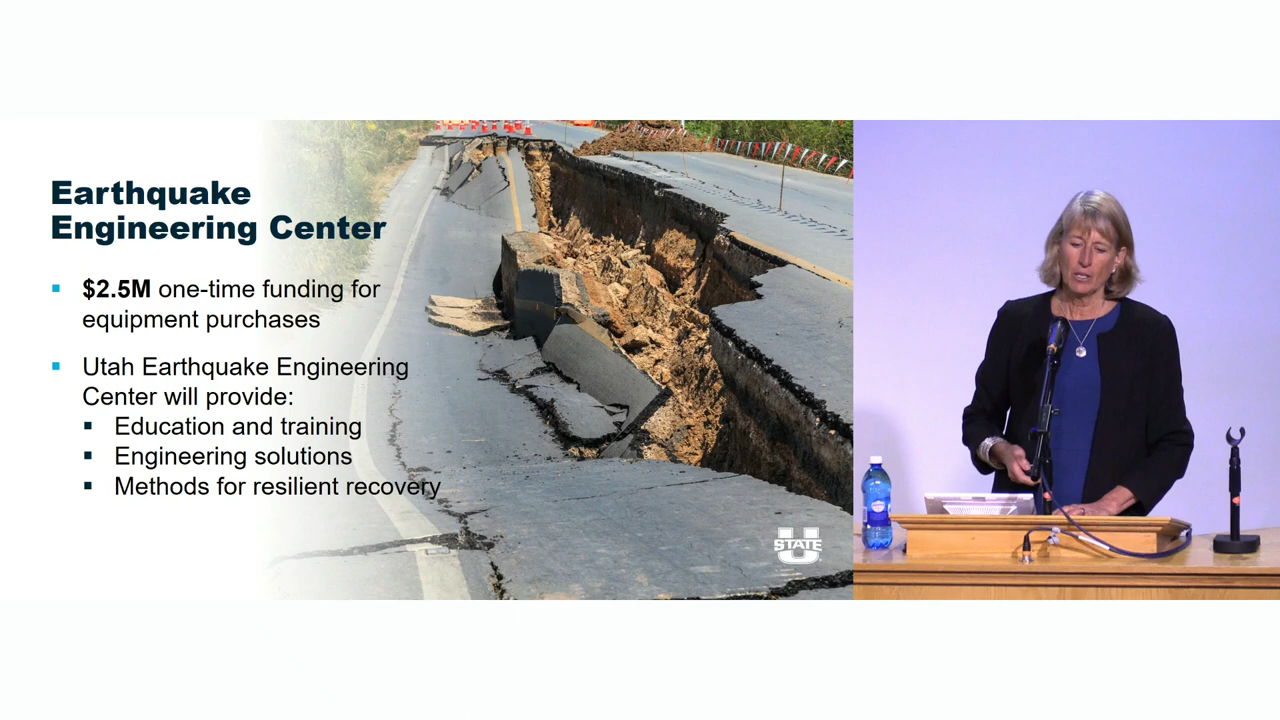 Earthquake
Engineering Center
$2.5M one-time funding for
equipment purchases
Utah Earthquake Engineering
Center will provide:
Education and training
Engineering solutions
Methods for resilient recovery
U STATE